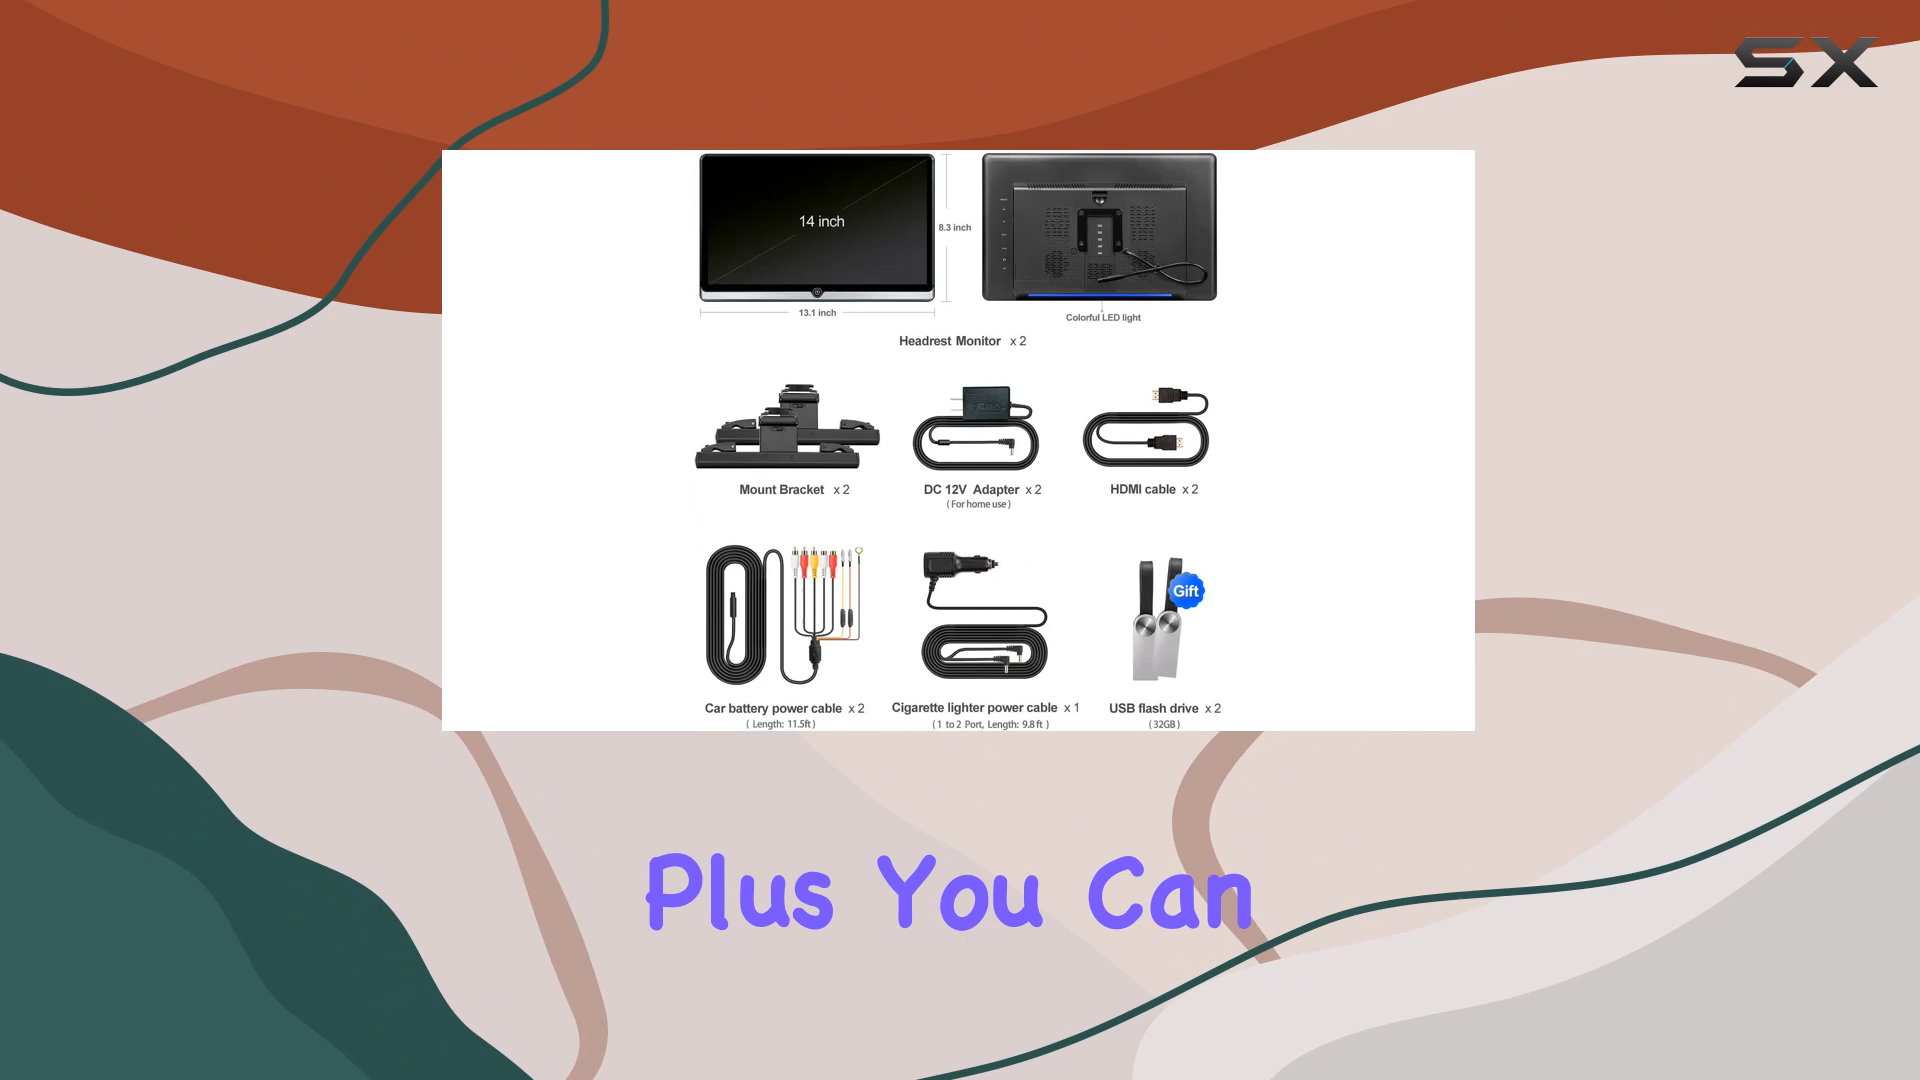 SX
14 inch
8.3 inch
13.1 inch
Colorful LED light
Headrest Monitor x 2
Mount Bracket x 2
DC 12V Adapter x 2
( For home use )
HDMI cable x 2
Gift
Car battery power cable x 2
( Length: 11.5ft )
Cigarette lighter power cable x 1
( 1 to 2 Port, Length: 9.8 ft )
USB flash drive x 2
( 32GB )
Plus You Can